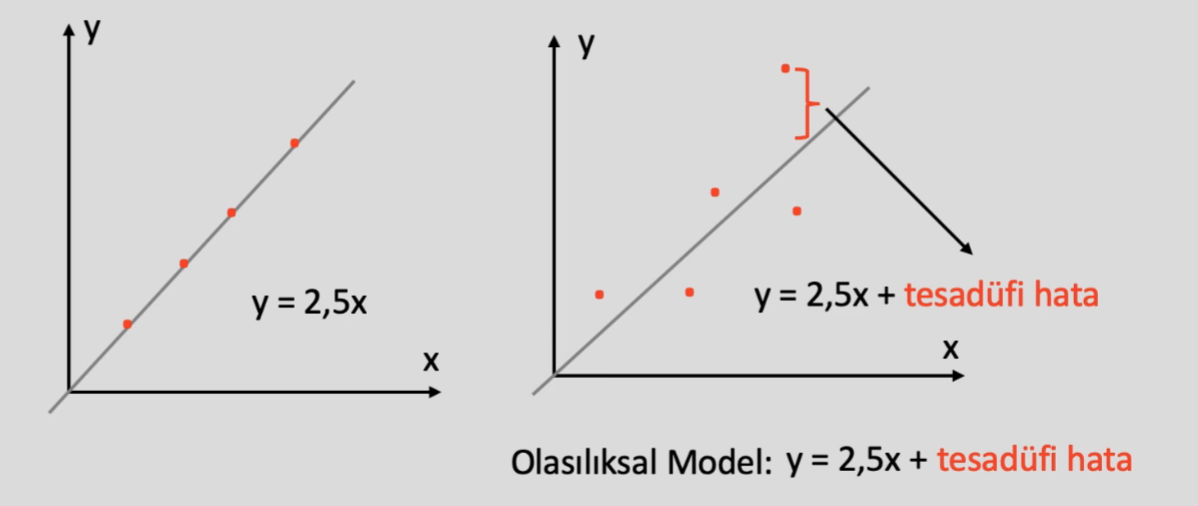 y
y = 2,5x
x
y
y = 2,5x + tesadüfi hata
x
Olasılıksal Model: y = 2,5x + tesadüfi hata